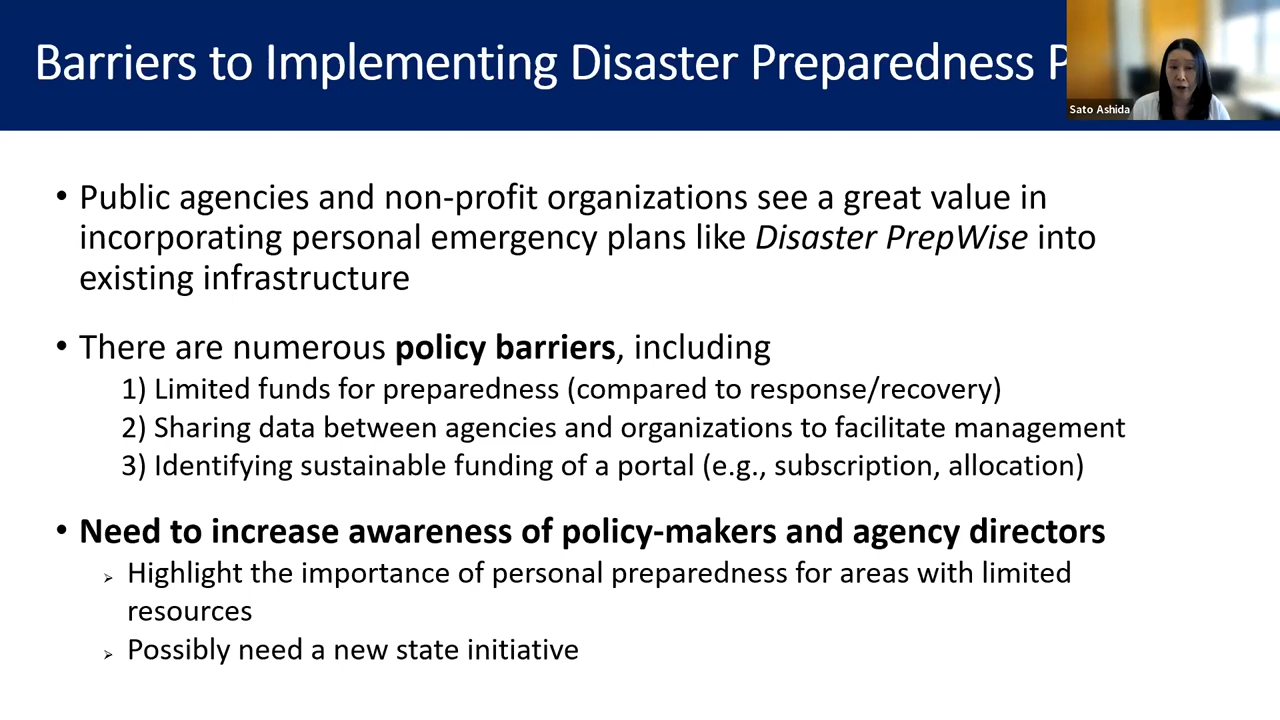 Barriers to Implementing Disaster Preparedness
Sato Ashida
• Public agencies and non-profit organizations see a great value in
incorporating personal emergency plans like Disaster PrepWise into
existing infrastructure
• There are numerous policy barriers, including
1) Limited funds for preparedness (compared to response/recovery)
2) Sharing data between agencies and organizations to facilitate management
3) Identifying sustainable funding of a portal (e.g., subscription, allocation)
• Need to increase awareness of policy-makers and agency directors
➢ Highlight the importance of personal preparedness for areas with limited
resources
➢ Possibly need a new state initiative